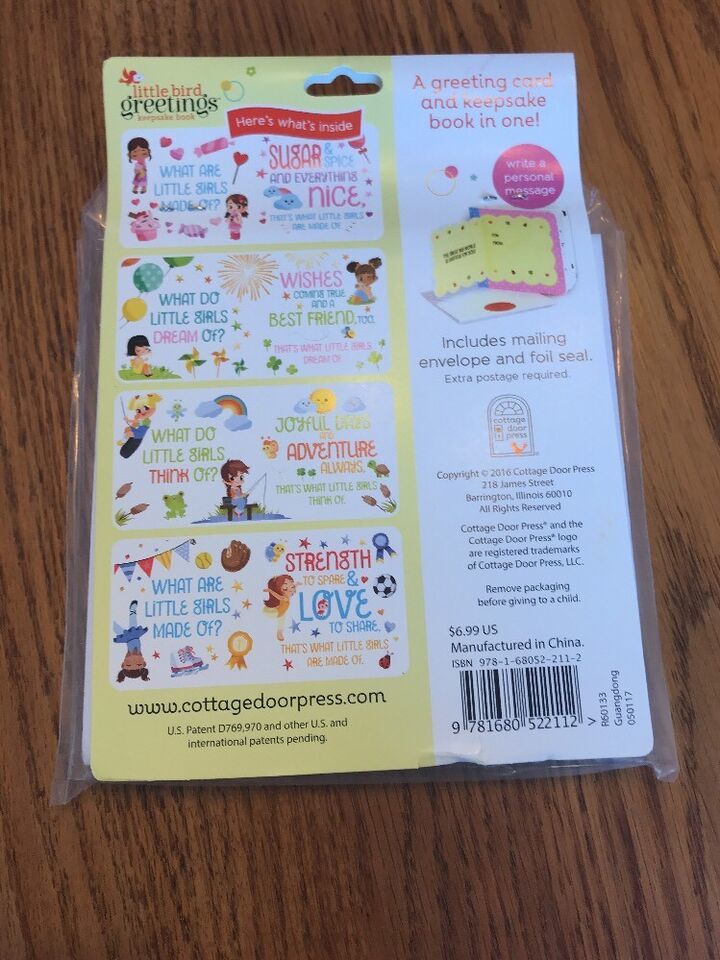 little bird
greetings™
keepsake book
Here's what's inside
WHAT ARE
LITTLE GIRLS
MADE OF?
SUGAR &
SPICE
AND EVERYTHING
NICE,
THAT'S WHAT LITTLE GIRLS
ARE MADE OF.
WHAT DO
LITTLE GIRLS
DREAM OF?
WISHES
COMING TRUE
AND A
BEST FRIEND, TOO.
THAT'S WHAT LITTLE GIRLS
DREAM OF.
WHAT DO
LITTLE GIRLS
THINK OF?
JOYFUL DAYS
AND
ADVENTURE
ALWAYS,
THAT'S WHAT LITTLE GIRLS
THINK OF.
WHAT ARE
LITTLE GIRLS
MADE OF?
STRENGTH
TO SPARE &
LOVE
TO SHARE,
THAT'S WHAT LITTLE GIRLS
ARE MADE OF.
www.cottagedoorpress.com
U.S. Patent D769,970 and other U.S. and
international patents pending.
A greeting card
and keepsake
book in one!
write a
personal
message
TO:
FROM:
Includes mailing
envelope and foil seal.
Extra postage required.
cottage
door
press
Copyright © 2016 Cottage Door Press
218 James Street
Barrington, Illinois 60010
All Rights Reserved
Cottage Door Press® and the
Cottage Door Press® logo
are registered trademarks
of Cottage Door Press, LLC.
Remove packaging
before giving to a child.
$6.99 US
Manufactured in China.
ISBN 978-1-68052-211-2
9 781680 522112
V
R60133
Guangdong
050117